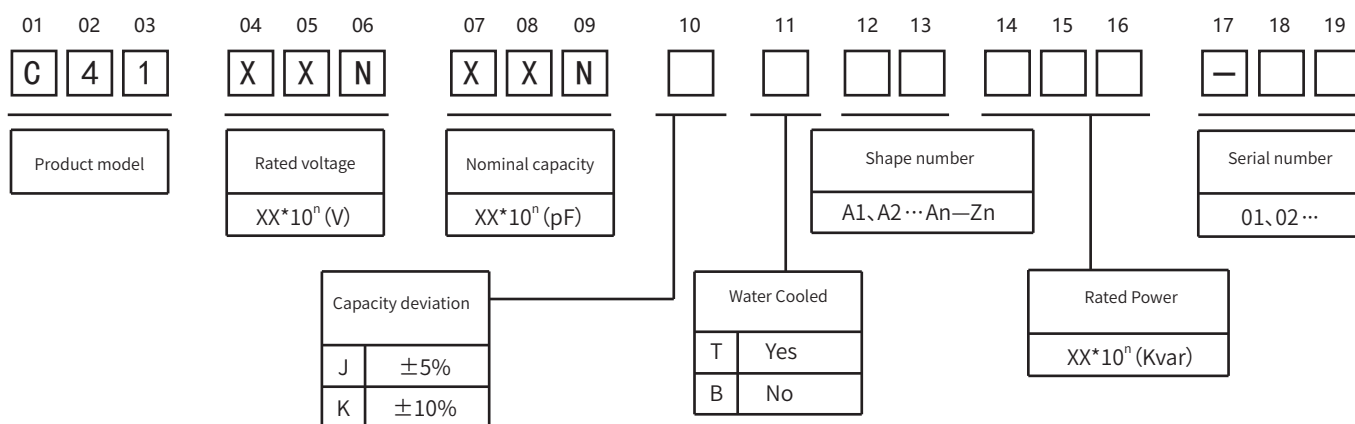 01 02 03 04 05 06 07 08 09 10 11 12 13 14 15 16 17 18 19
C 4 1 X X N X X N —
Product model
Rated voltage
XX*10ⁿ (V)
Nominal capacity
XX*10ⁿ (pF)
Shape number
A1、A2…An—Zn
Serial number
01、02…
Capacity deviation
J ±5%
K ±10%
Water Cooled
T Yes
B No
Rated Power
XX*10ⁿ (Kvar)